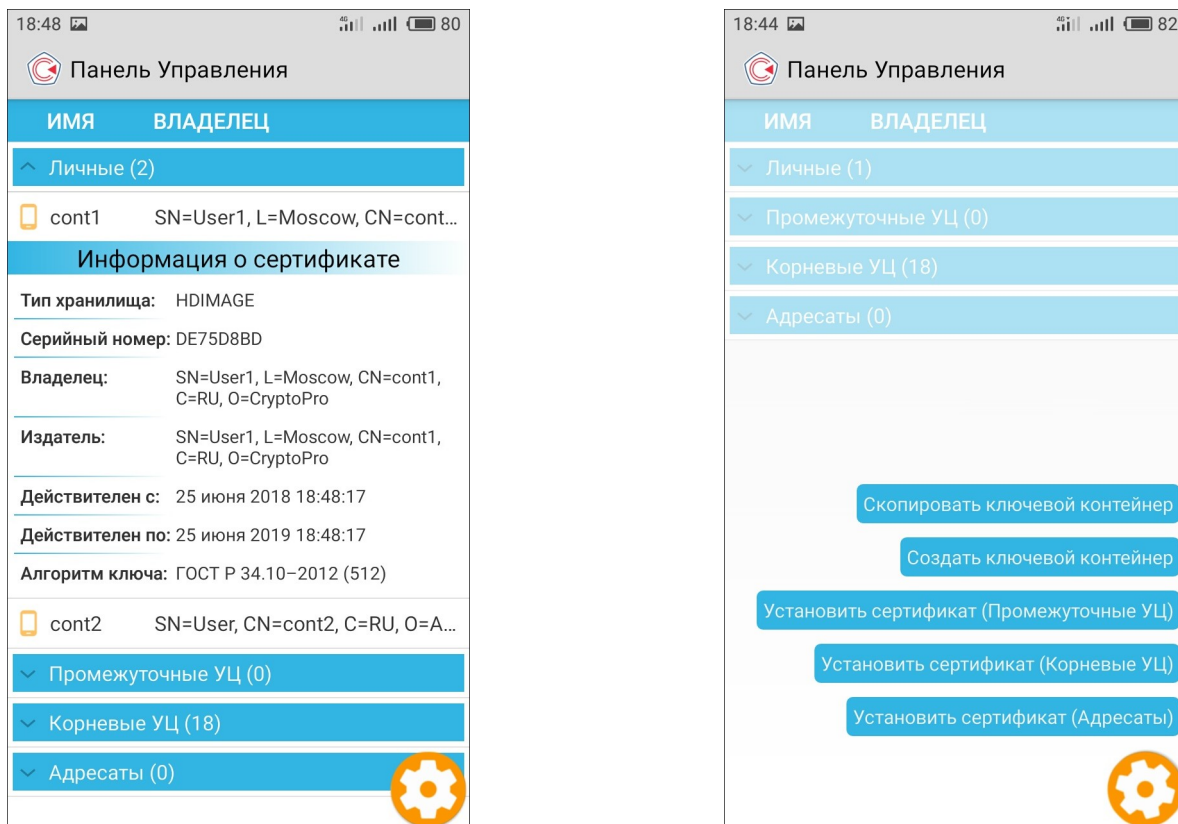 18:48 4G 80
Панель Управления
ИМЯ ВЛАДЕЛЕЦ
Личные (2)
cont1 SN=User1, L=Moscow, CN=cont...
Информация о сертификате
Тип хранилища: HDIMAGE
Серийный номер: DE75D8BD
Владелец: SN=User1, L=Moscow, CN=cont1,
C=RU, O=CryptoPro
Издатель: SN=User1, L=Moscow, CN=cont1,
C=RU, O=CryptoPro
Действителен с: 25 июня 2018 18:48:17
Действителен по: 25 июня 2019 18:48:17
Алгоритм ключа: ГОСТ Р 34.10–2012 (512)
cont2 SN=User, CN=cont2, C=RU, O=A...
Промежуточные УЦ (0)
Корневые УЦ (18)
Адресаты (0)
18:44 4G 82
Панель Управления
ИМЯ ВЛАДЕЛЕЦ
Личные (1)
Промежуточные УЦ (0)
Корневые УЦ (18)
Адресаты (0)
Скопировать ключевой контейнер
Создать ключевой контейнер
Установить сертификат (Промежуточные УЦ)
Установить сертификат (Корневые УЦ)
Установить сертификат (Адресаты)